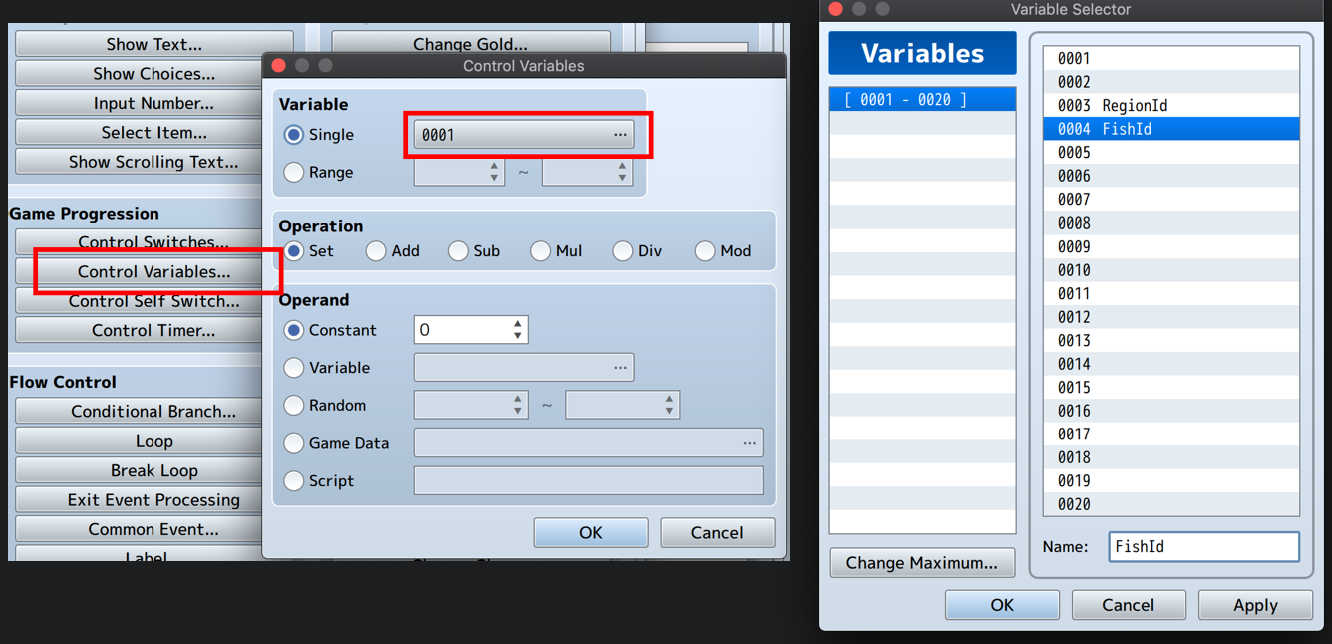 Show Text...
Show Choices...
Input Number...
Select Item...
Show Scrolling Text...
Game Progression
Control Switches...
Control Variables...
Control Self Switch...
Control Timer...
Flow Control
Conditional Branch...
Loop
Break Loop
Exit Event Processing
Common Event...
Label
Change Gold...
Control Variables
Variable
Single
0001 ...
Range
~
Operation
Set Add Sub Mul Div Mod
Operand
Constant 0
Variable ...
Random ~
Game Data ...
Script
OK Cancel
Variable Selector
Variables
[ 0001 - 0020 ]
Change Maximum...
0001
0002
0003 RegionId
0004 FishId
0005
0006
0007
0008
0009
0010
0011
0012
0013
0014
0015
0016
0017
0018
0019
0020
Name: FishId
OK Cancel Apply